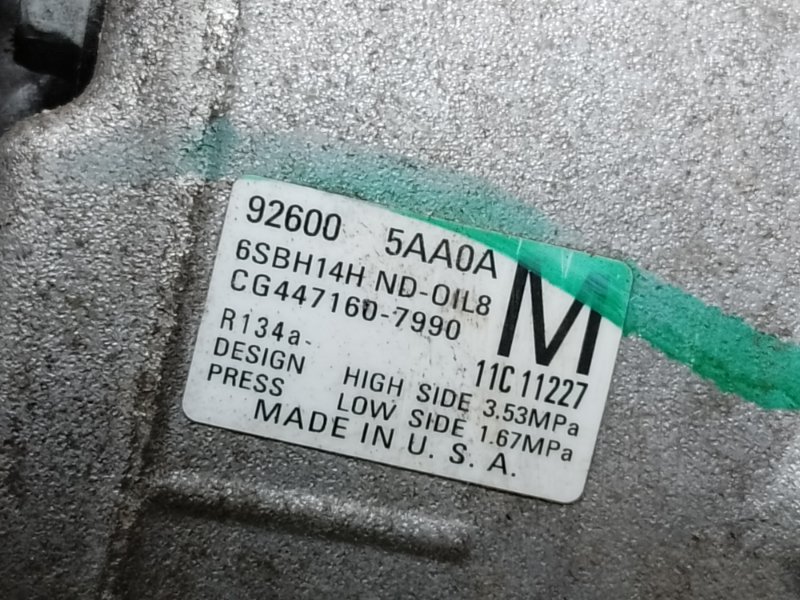 92600 5AA0A
6SBH14H ND-OIL8 M
CG447160-7990
R134a- 11C 11227
DESIGN HIGH SIDE 3.53MPa
PRESS LOW SIDE 1.67MPa
MADE IN U. S. A.